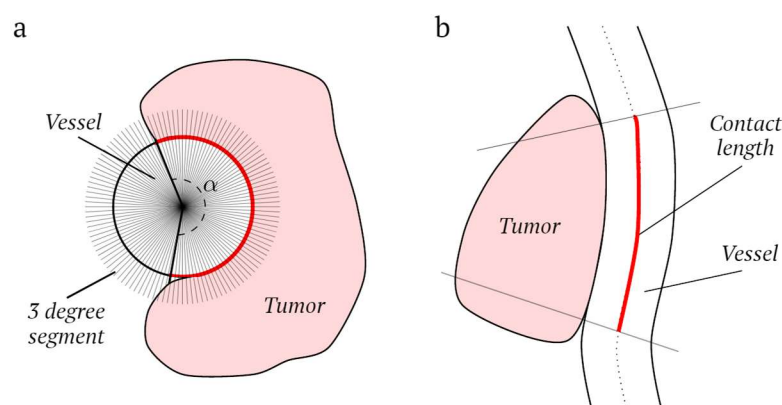 a
Vessel
α
3 degree
segment
Tumor
b
Contact
length
Tumor
Vessel